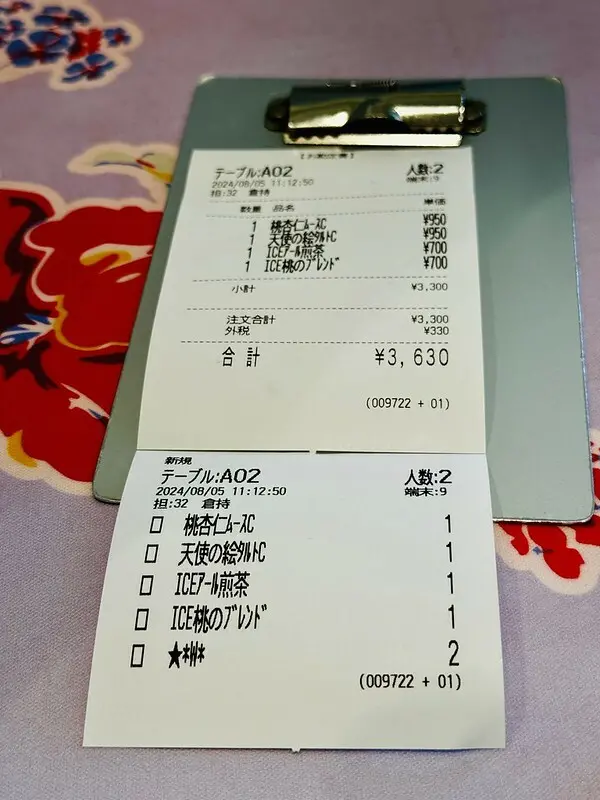 【お勘定書】
テーブル:A02 人数:2
2024/08/05 11:12:50 端末:9
担:32 倉持
数量 品名 単価
1 桃杏仁ﾑｰｽC ¥950
1 天使の絵ﾀﾙﾄC ¥950
1 ICEｱｰﾙ煎茶 ¥700
1 ICE桃のﾌﾞﾚﾝﾄﾞ ¥700
小計 ¥3,300
注文合計 ¥3,300
外税 ¥330
合計 ¥3,630
(009722 + 01)
新規
テーブル:A02 人数:2
2024/08/05 11:12:50 端末:9
担:32 倉持
□ 桃杏仁ﾑｰｽC 1
□ 天使の絵ﾀﾙﾄC 1
□ ICEｱｰﾙ煎茶 1
□ ICE桃のﾌﾞﾚﾝﾄﾞ 1
□ ★*W* 2
(009722 + 01)